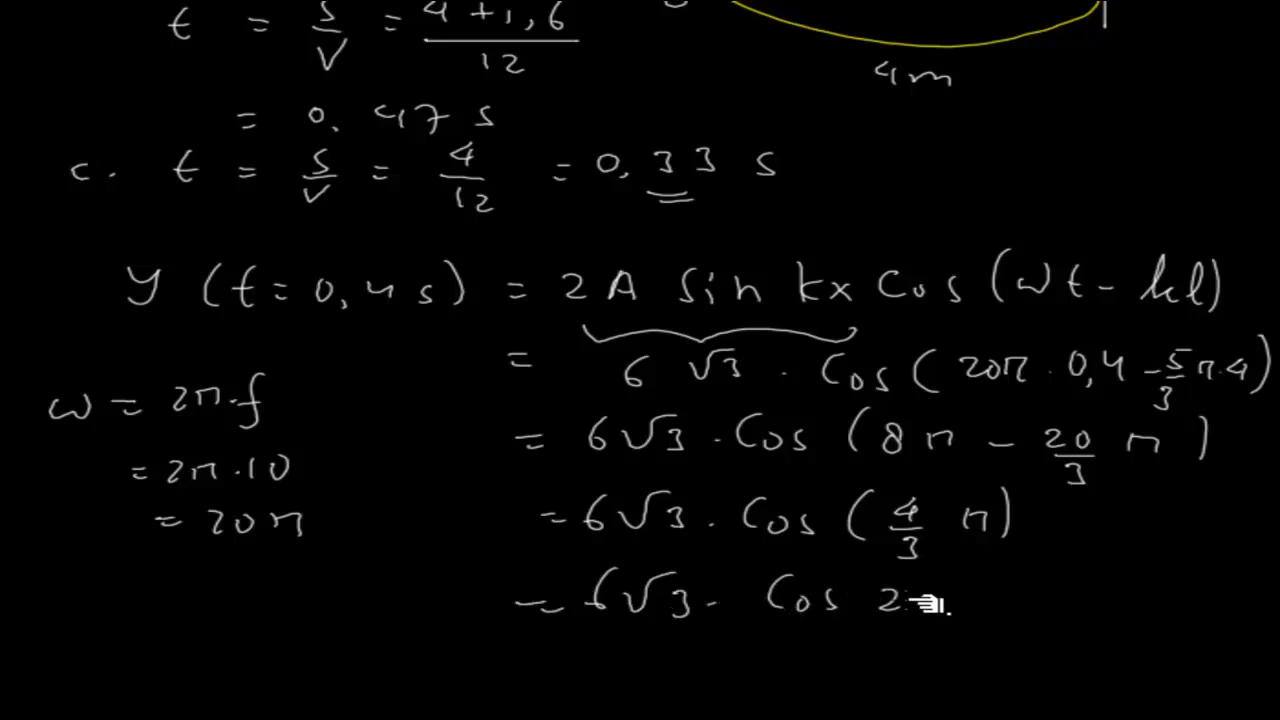 t = s/v = 4+1,6/12
4m
= 0,47 s
c. t = s/v = 4/12 = 0,33 s
y (t=0,4s) = 2A sin kx cos (ωt - kl)
= 6 √3 . cos (20π . 0,4 - 5/3 π.4)
ω = 2π.f
= 6√3 . cos (8π - 20/3 π)
= 2π.10
= 6√3 . cos (4/3 π)
= 20π
= 6√3 . cos 2